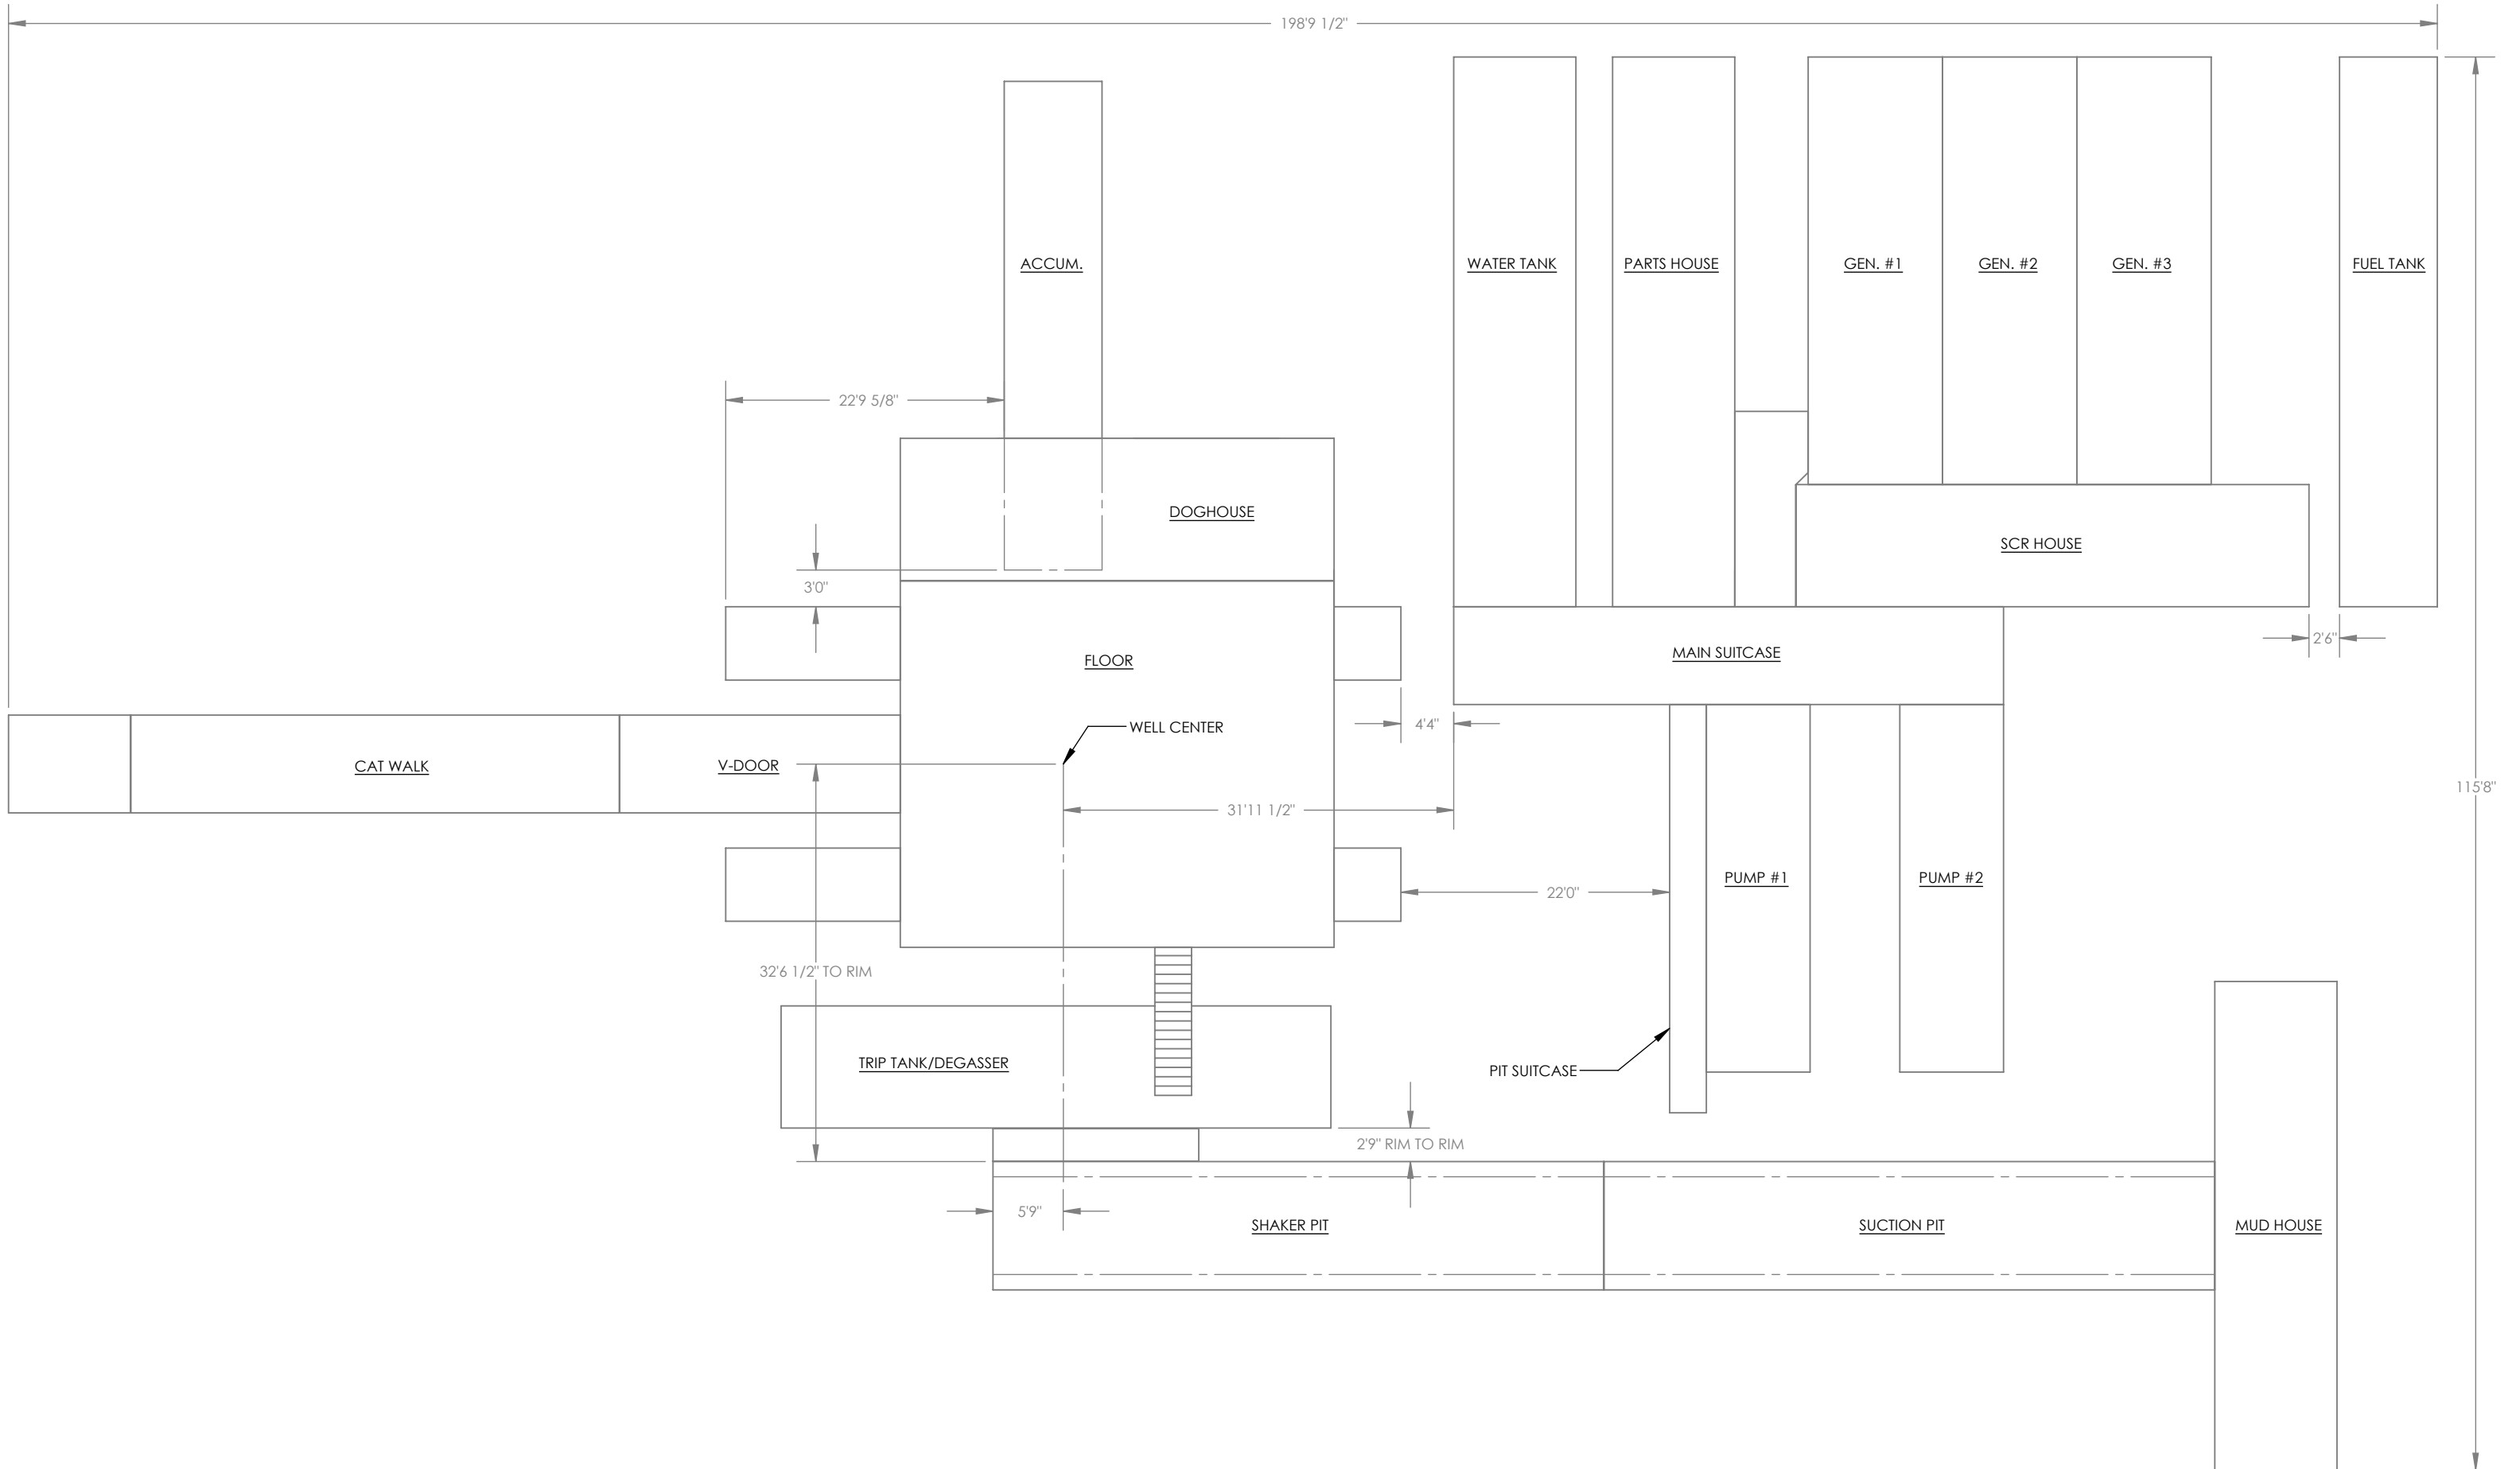 198'9 1/2"
ACCUM.
WATER TANK
PARTS HOUSE
GEN. #1
GEN. #2
GEN. #3
FUEL TANK
22'9 5/8"
DOGHOUSE
SCR HOUSE
3'0"
2'6"
FLOOR
MAIN SUITCASE
4'4"
WELL CENTER
CAT WALK
V-DOOR
115'8"
31'11 1/2"
PUMP #1
PUMP #2
22'0"
32'6 1/2" TO RIM
TRIP TANK/DEGASSER
PIT SUITCASE
2'9" RIM TO RIM
5'9"
SHAKER PIT
SUCTION PIT
MUD HOUSE